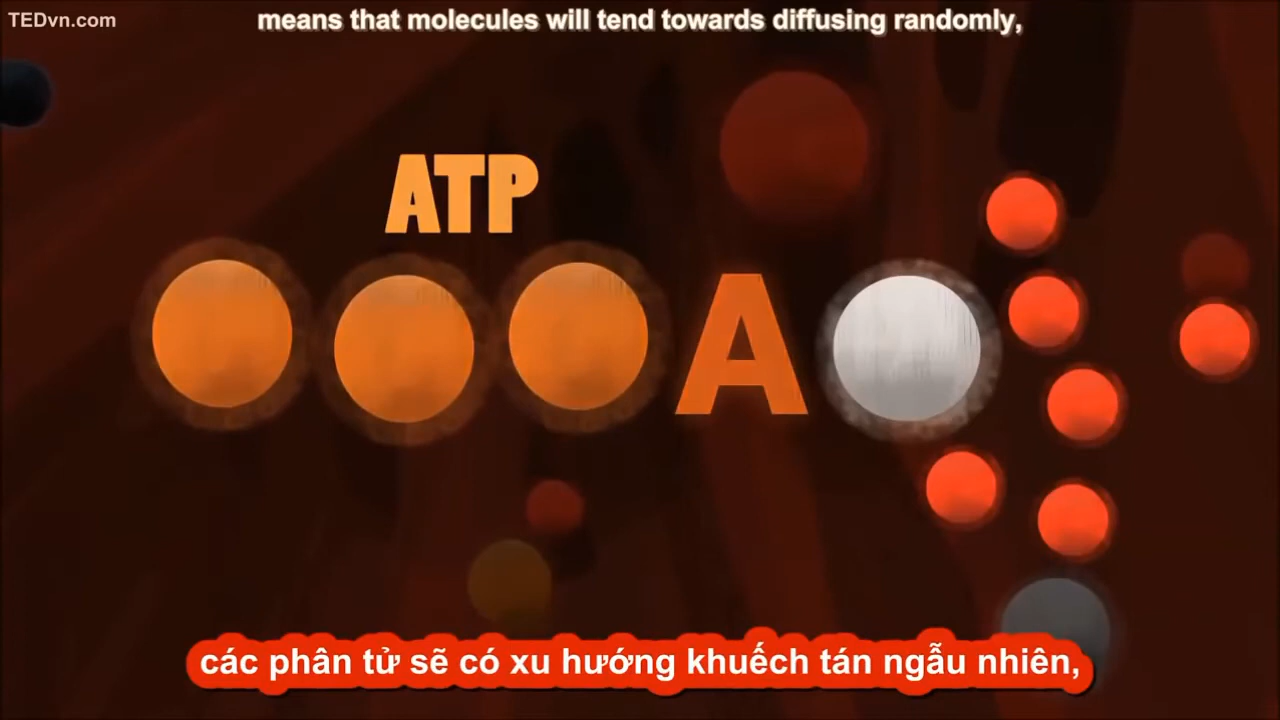 TEDvn.com
means that molecules will tend towards diffusing randomly,
ATP
A
các phân tử sẽ có xu hướng khuếch tán ngẫu nhiên,